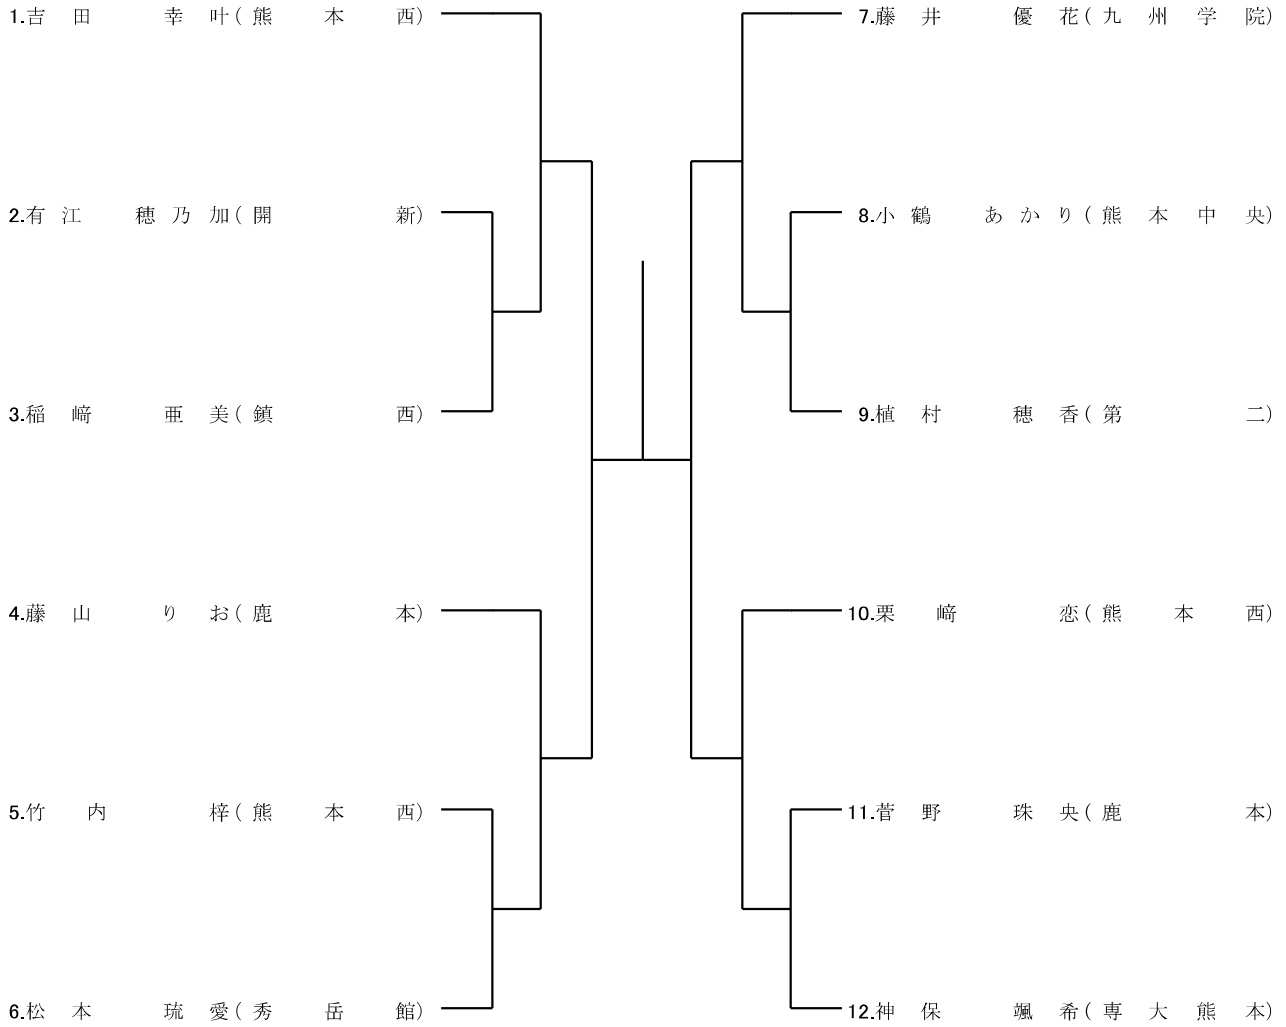 1.吉田 幸叶(熊本西)
2.有江 穂乃加(開新)
3.稲﨑 亜美(鎮西)
4.藤山 りお(鹿本)
5.竹内 梓(熊本西)
6.松本 琉愛(秀岳館)
7.藤井 優花(九州学院)
8.小鶴 あかり(熊本中央)
9.植村 穂香(第二)
10.栗﨑 恋(熊本西)
11.菅野 珠央(鹿本)
12.神保 颯希(専大熊本)